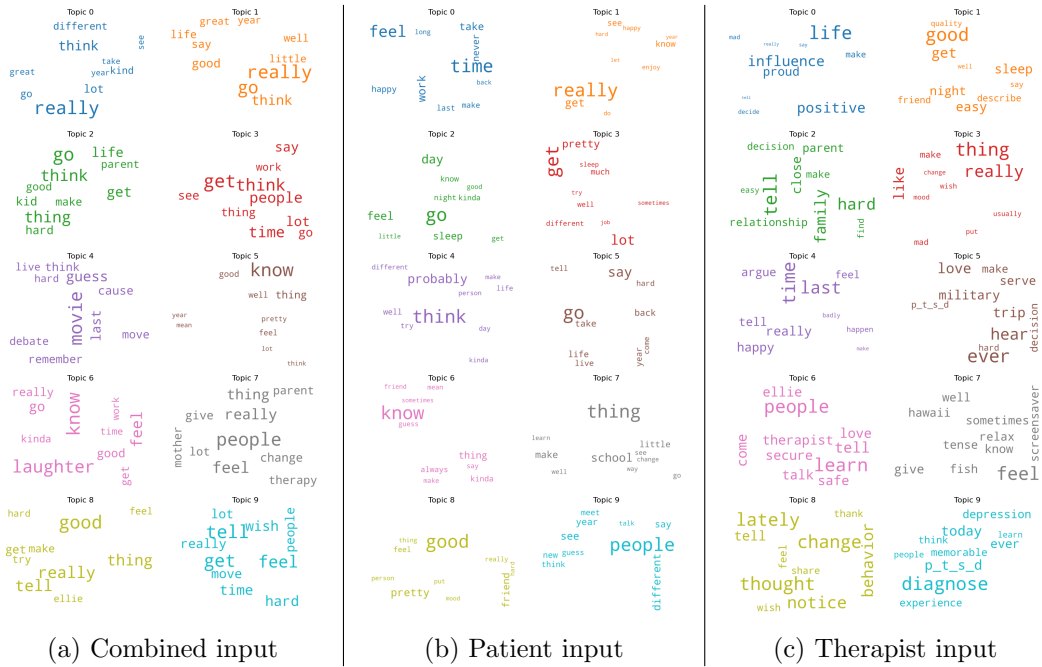 Topic 0
different
think
see
take
great
year kind
lot
go
really
Topic 1
great year
life
say
well
good
little
really
go
think
Topic 2
go
life
parent
think
good
get
kid
make
thing
hard
Topic 3
say
work
get think
see
people
thing
lot
time
go
Topic 4
live think
hard guess
cause
movie
last
move
debate
remember
Topic 5
good
know
well
thing
year
pretty
mean
feel
lot
think
Topic 6
really
go
know
work
time
feel
kinda
good
laughter
get
Topic 7
thing
parent
give
really
mother
people
lot
change
feel
therapy
Topic 8
hard
feel
good
get make
try
thing
really
tell
ellie
Topic 9
lot
tell
wish
people
really
get
feel
move
time
hard
(a) Combined input
Topic 0
feel
long
take
never
time
back
work
happy
last
make
Topic 1
see
happy
hard
year
know
lot
enjoy
really
get
do
Topic 2
day
know
good
night
kinda
feel
go
little
sleep
get
Topic 3
pretty
get
sleep
much
try
well
sometimes
different
job
lot
Topic 4
different
probably
make
life
person
well
think
try
day
kinda
Topic 5
tell
say
hard
go
back
take
life
come
live
year
Topic 6
friend
mean
sometimes
know
guess
thing
always
say
make
kinda
Topic 7
thing
learn
little
make
see
school
change
well
way
go
Topic 8
thing
good
feel
really
hard
person
put
friend
pretty
mood
Topic 9
meet
year
talk
say
see
people
new
guess
think
different
(b) Patient input
Topic 0
mad
life
really
say
make
influence
proud
tell
decide
positive
Topic 1
quality
good
get
well
sleep
say
night
friend
describe
easy
Topic 2
decision
parent
close
make
tell
easy
hard
family
relationship
find
Topic 3
make
thing
really
change
like
wish
mood
usually
put
mad
Topic 4
argue
time
feel
last
badly
tell
really
happen
happy
make
Topic 5
love
make
serve
military
p_t_s_d
trip
hear
decision
hard
ever
Topic 6
ellie
people
come
therapist
love
secure
tell
learn
talk
safe
Topic 7
well
hawaii
sometimes
screensaver
relax
tense
know
give
fish
feel
Topic 8
lately
thank
tell
change
behavior
feel
share
thought
wish
notice
Topic 9
depression
today
learn
think
ever
people
memorable
p_t_s_d
diagnose
experience
(c) Therapist input